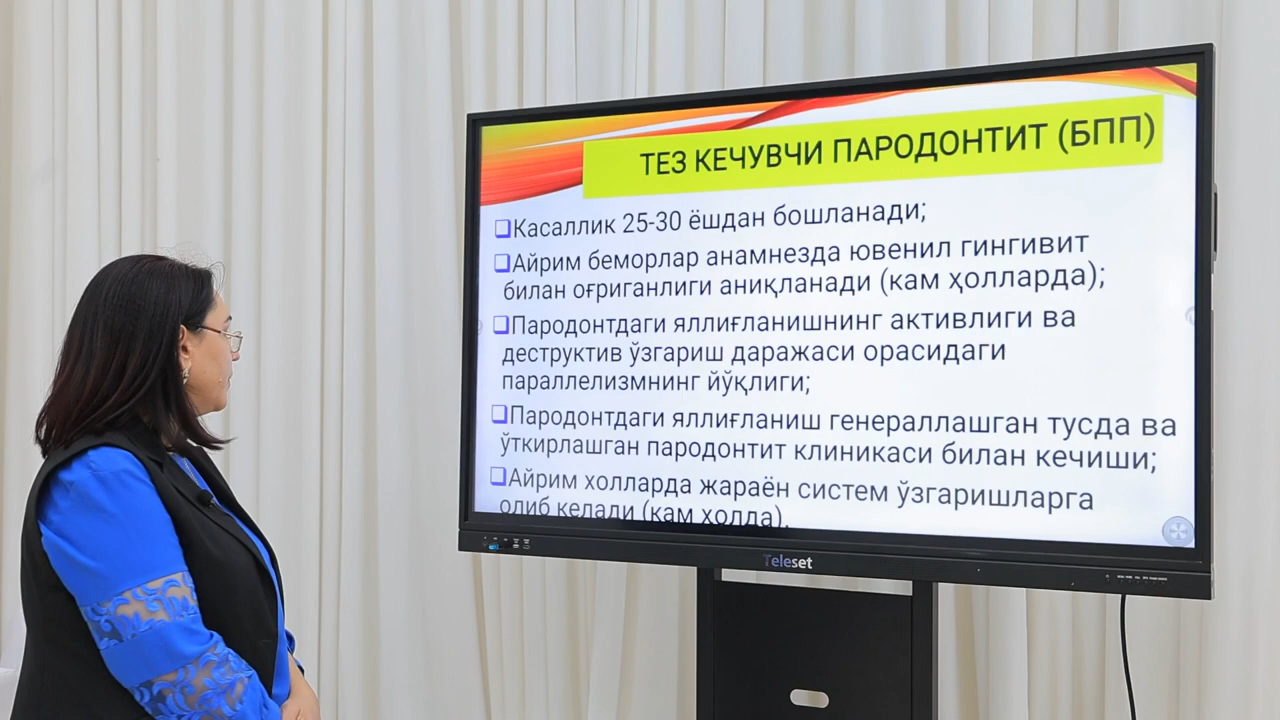 ТЕЗ КЕЧУВЧИ ПАРОДОНТИТ (БПП)
Касаллик 25-30 ёшдан бошланади;
Айрим беморлар анамнезда ювенил гингивит
билан оғриганлиги аниқланади (кам ҳолларда);
Пародонтдаги яллиғланишнинг активлиги ва
деструктив ўзгариш даражаси орасидаги
параллелизмнинг йўқлиги;
Пародонтдаги яллиғланиш генераллашган тусда ва
ўткирлашган пародонтит клиникаси билан кечиши;
Айрим холларда жараён систем ўзгаришларга
олиб келади (кам холда).
Teleset